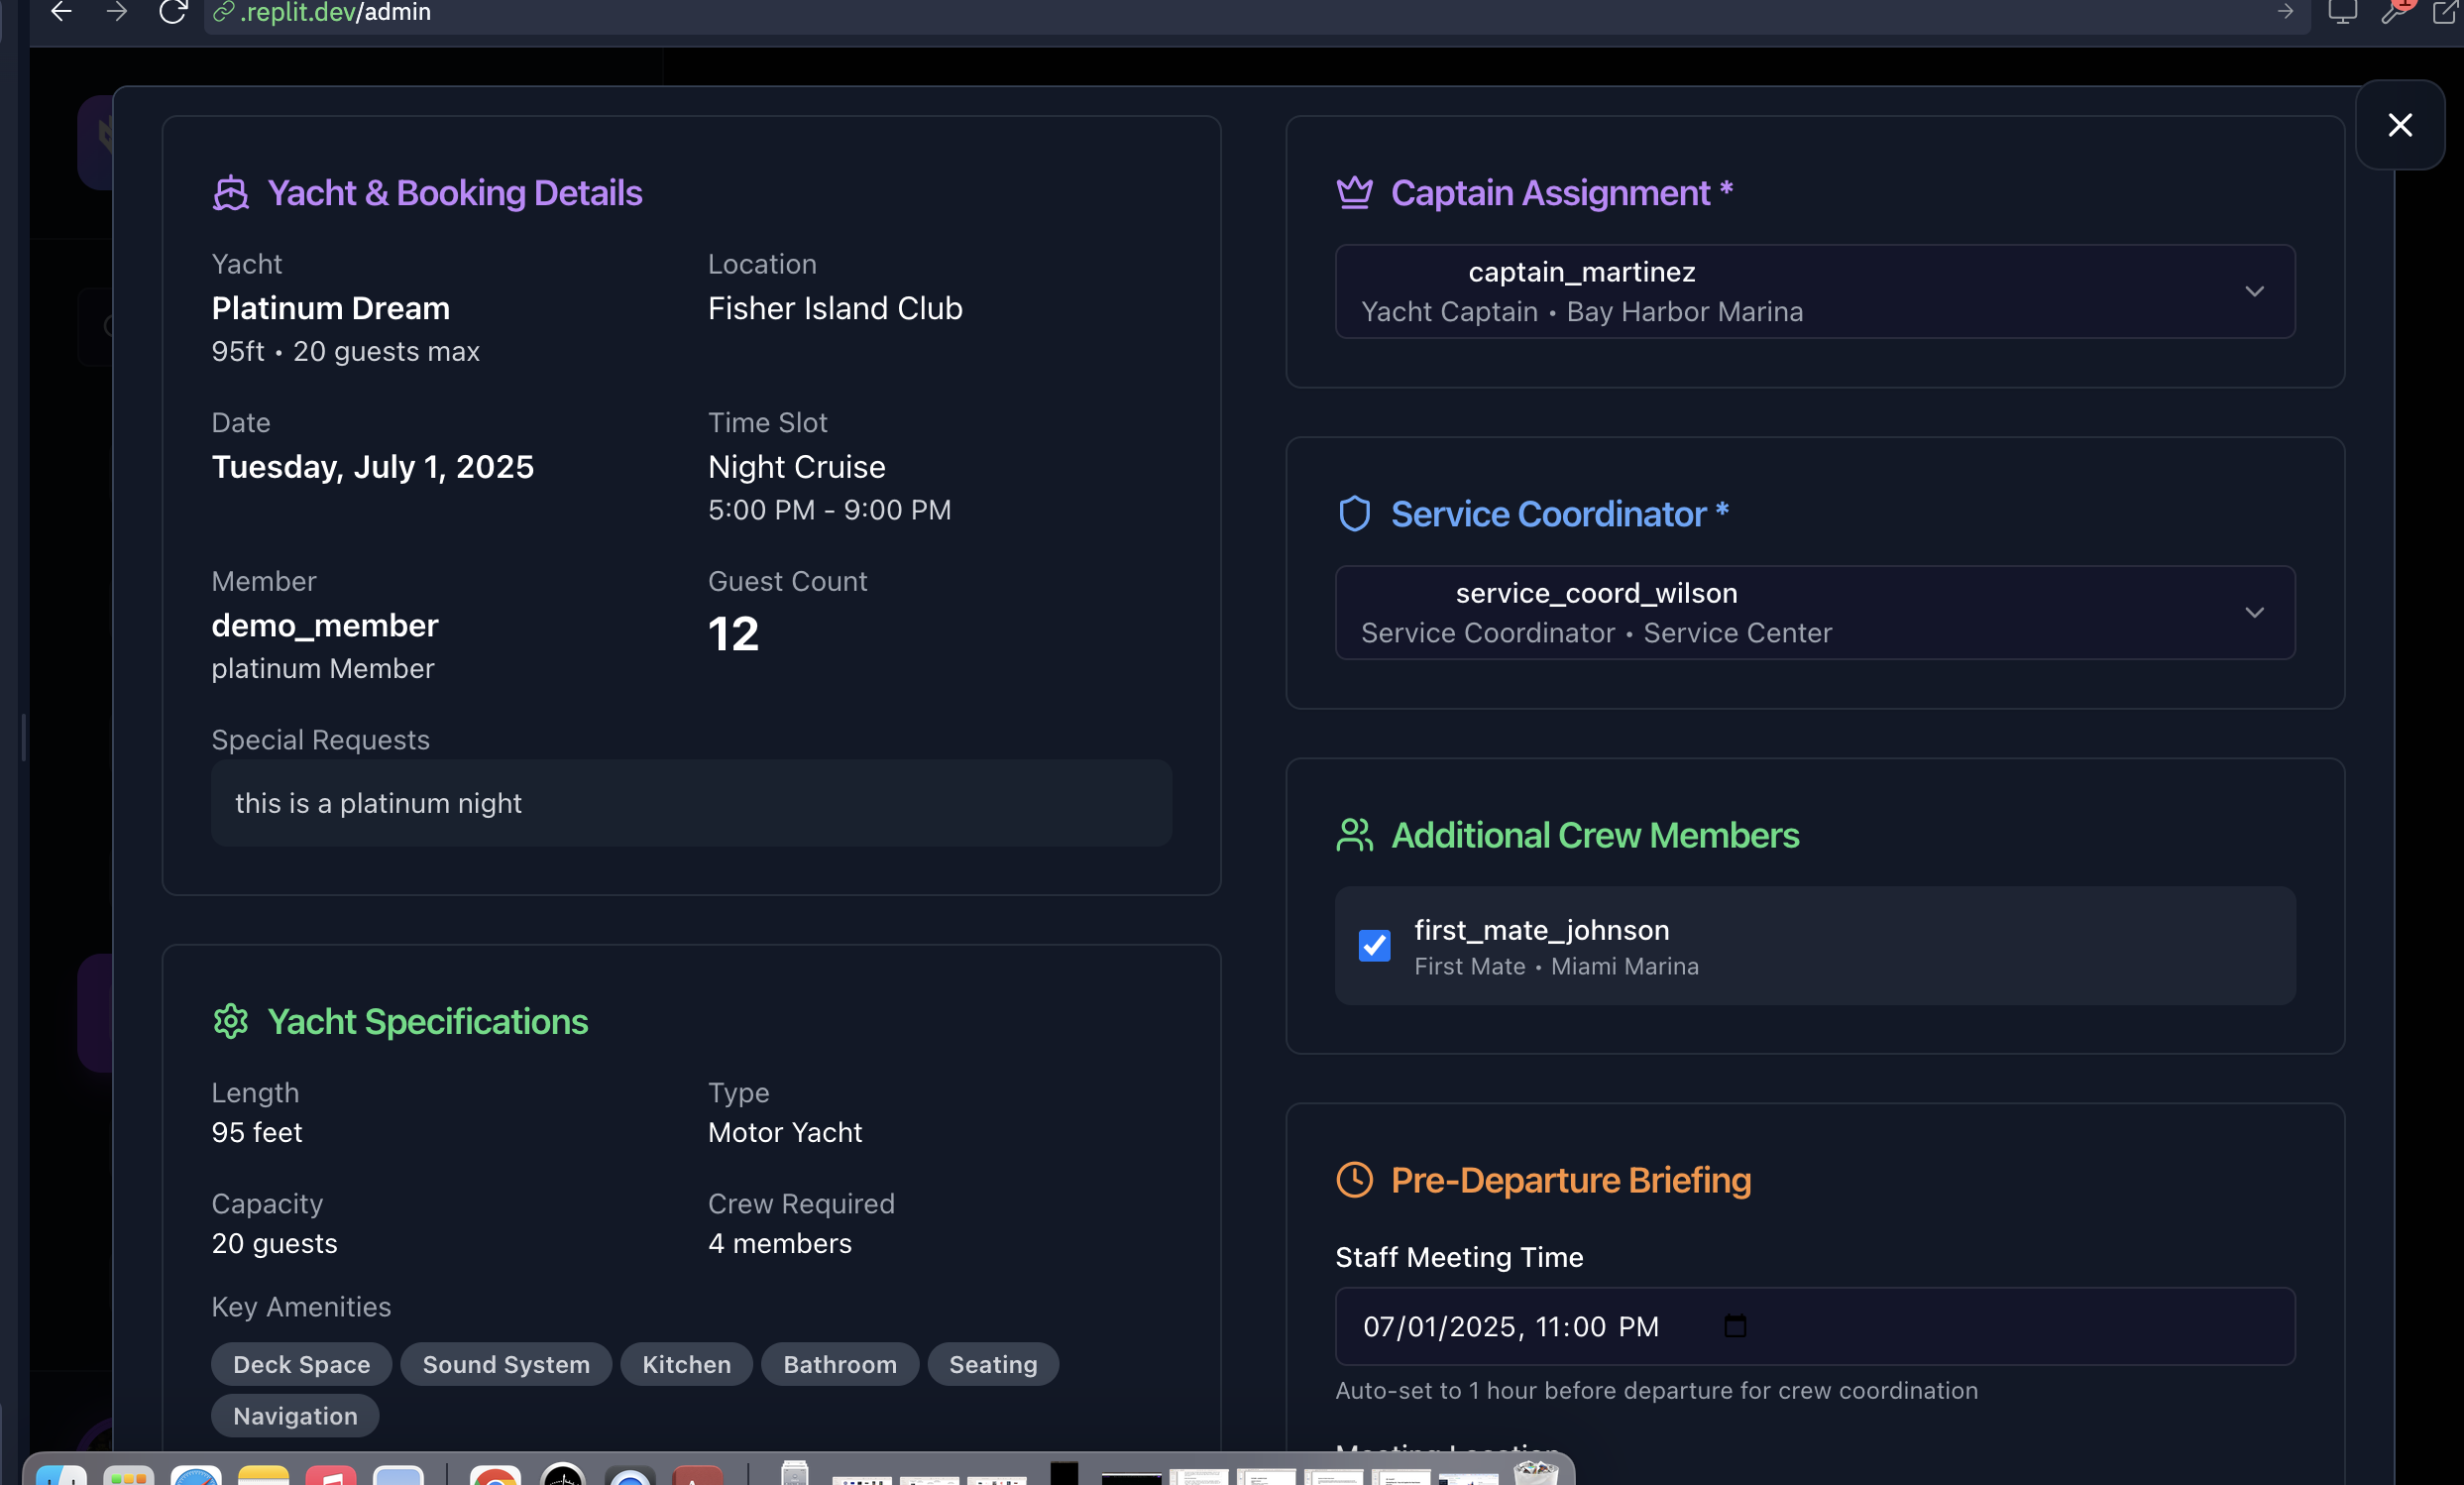 .replit.dev/admin
1
Yacht & Booking Details
Yacht
Platinum Dream
95ft • 20 guests max
Location
Fisher Island Club
Date
Tuesday, July 1, 2025
Time Slot
Night Cruise
5:00 PM - 9:00 PM
Member
demo_member
platinum Member
Guest Count
12
Special Requests
this is a platinum night
Yacht Specifications
Length
95 feet
Type
Motor Yacht
Capacity
20 guests
Crew Required
4 members
Key Amenities
Deck Space
Sound System
Kitchen
Bathroom
Seating
Navigation
Captain Assignment *
captain_martinez
Yacht Captain • Bay Harbor Marina
Service Coordinator *
service_coord_wilson
Service Coordinator • Service Center
Additional Crew Members
first_mate_johnson
First Mate • Miami Marina
Pre-Departure Briefing
Staff Meeting Time
07/01/2025, 11:00 PM
Auto-set to 1 hour before departure for crew coordination
Meeting Location